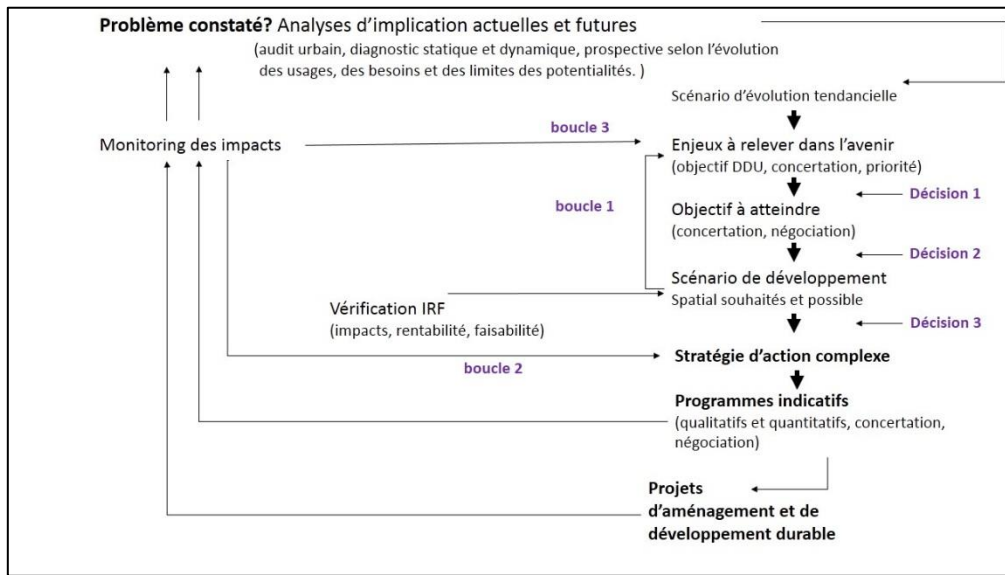 Problème constaté? Analyses d’implication actuelles et futures
(audit urbain, diagnostic statique et dynamique, prospective selon l’évolution
des usages, des besoins et des limites des potentialités. )
Scénario d’évolution tendancielle
boucle 3
Monitoring des impacts
Enjeux à relever dans l’avenir
(objectif DDU, concertation, priorité)
Décision 1
boucle 1
Objectif à atteindre
(concertation, négociation)
Décision 2
Scénario de développement
Spatial souhaités et possible
Vérification IRF
(impacts, rentabilité, faisabilité)
Décision 3
Stratégie d’action complexe
boucle 2
Programmes indicatifs
(qualitatifs et quantitatifs, concertation,
négociation)
Projets
d’aménagement et de
développement durable